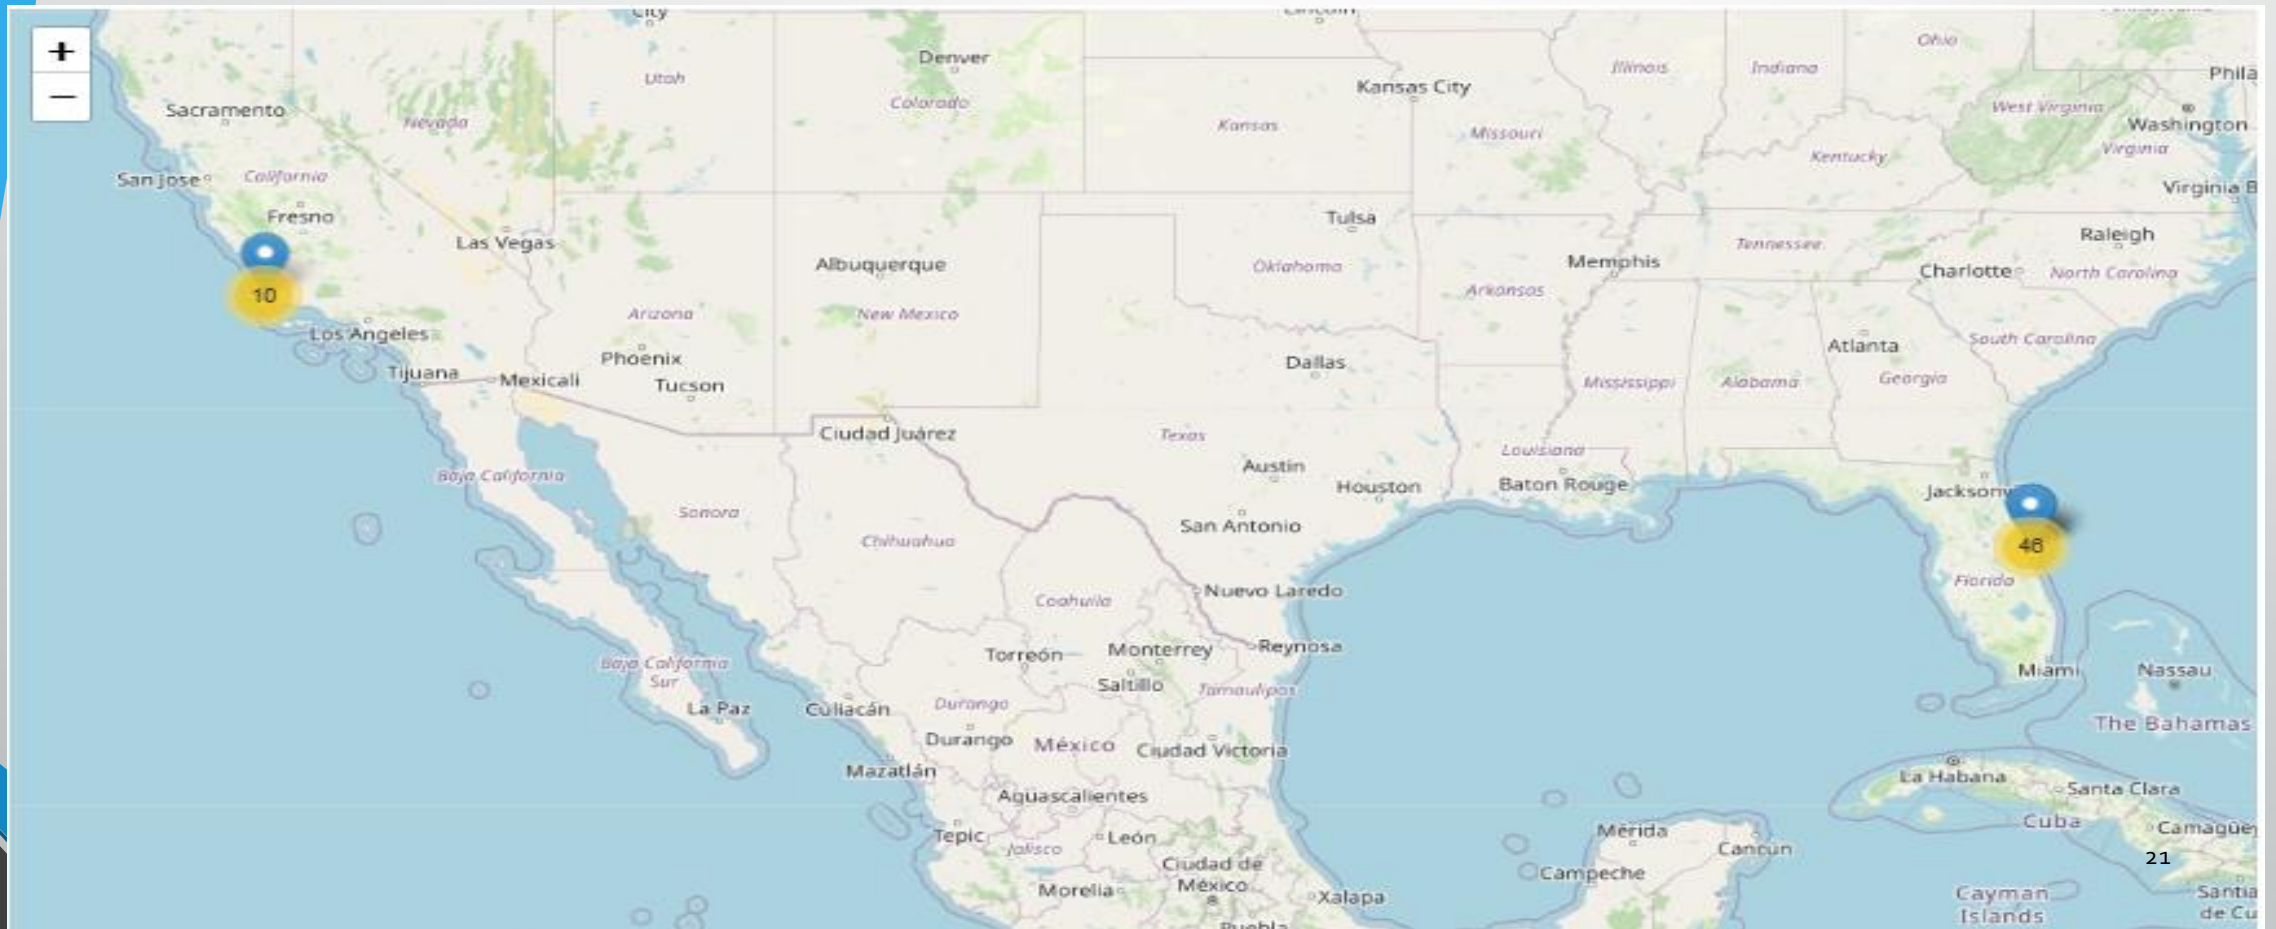 +
−
City
Lincoln
Denver
Ohio
Utah
Illinois
Indiana
Phila
Kansas City
Colorado
Sacramento
Nevada
West Virginia
Washington
Kansas
Missouri
Virginia
Kentucky
San Jose
California
Virginia B
Fresno
Tulsa
Raleigh
Las Vegas
Tennessee
Albuquerque
Oklahoma
Memphis
Charlotte
North Carolina
10
Arkansas
Arizona
New Mexico
Los Angeles
South Carolina
Atlanta
Phoenix
Dallas
Tijuana
Mexicali
Tucson
Mississippi
Alabama
Georgia
Ciudad Juárez
Texas
Louisiana
Austin
Baja California
Houston
Baton Rouge
Jacksonv
Sonora
San Antonio
Chihuahua
46
Florida
Nuevo Laredo
Coahuila
Reynosa
Torreón
Monterrey
Baja California
Sur
Miami
Nassau
Saltillo
Tamaulipas
La Paz
Culiacán
Durango
The Bahamas
Durango
México
Ciudad Victoria
Mazatlán
La Habana
Santa Clara
Aguascalientes
Cuba
Camagüey
Tepic
León
Mérida
Jalisco
Cancún
21
Ciudad de
México
Campeche
Morelia
Xalapa
Cayman
Islands
Santia
de Cu
Puebla